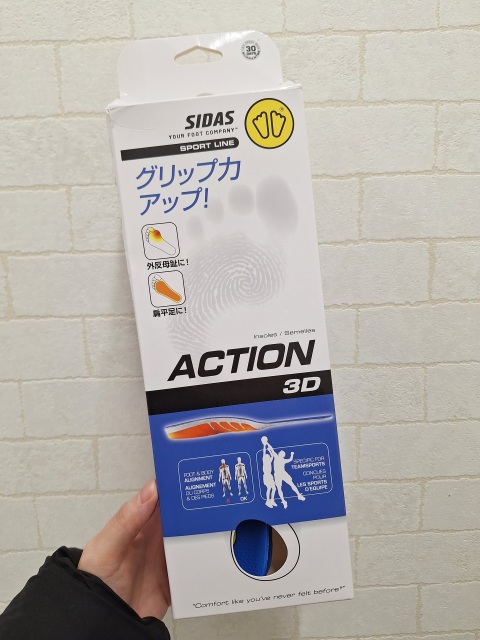 30
DAYS
SIDAS
YOUR FOOT COMPANY™
SPORT LINE
グリップ力
アップ!
外反母趾に!
扁平足に!
Insoles / Semelles
ACTION
3D
FOOT & BODY
ALIGNMENT
ALIGNEMENT
DU CORPS
& DES PIEDS
OK
SPECIFIC FOR
TEAMSPORTS
CONÇUES
POUR
LES SPORTS
D'ÉQUIPE
"Comfort like you've never felt before!"